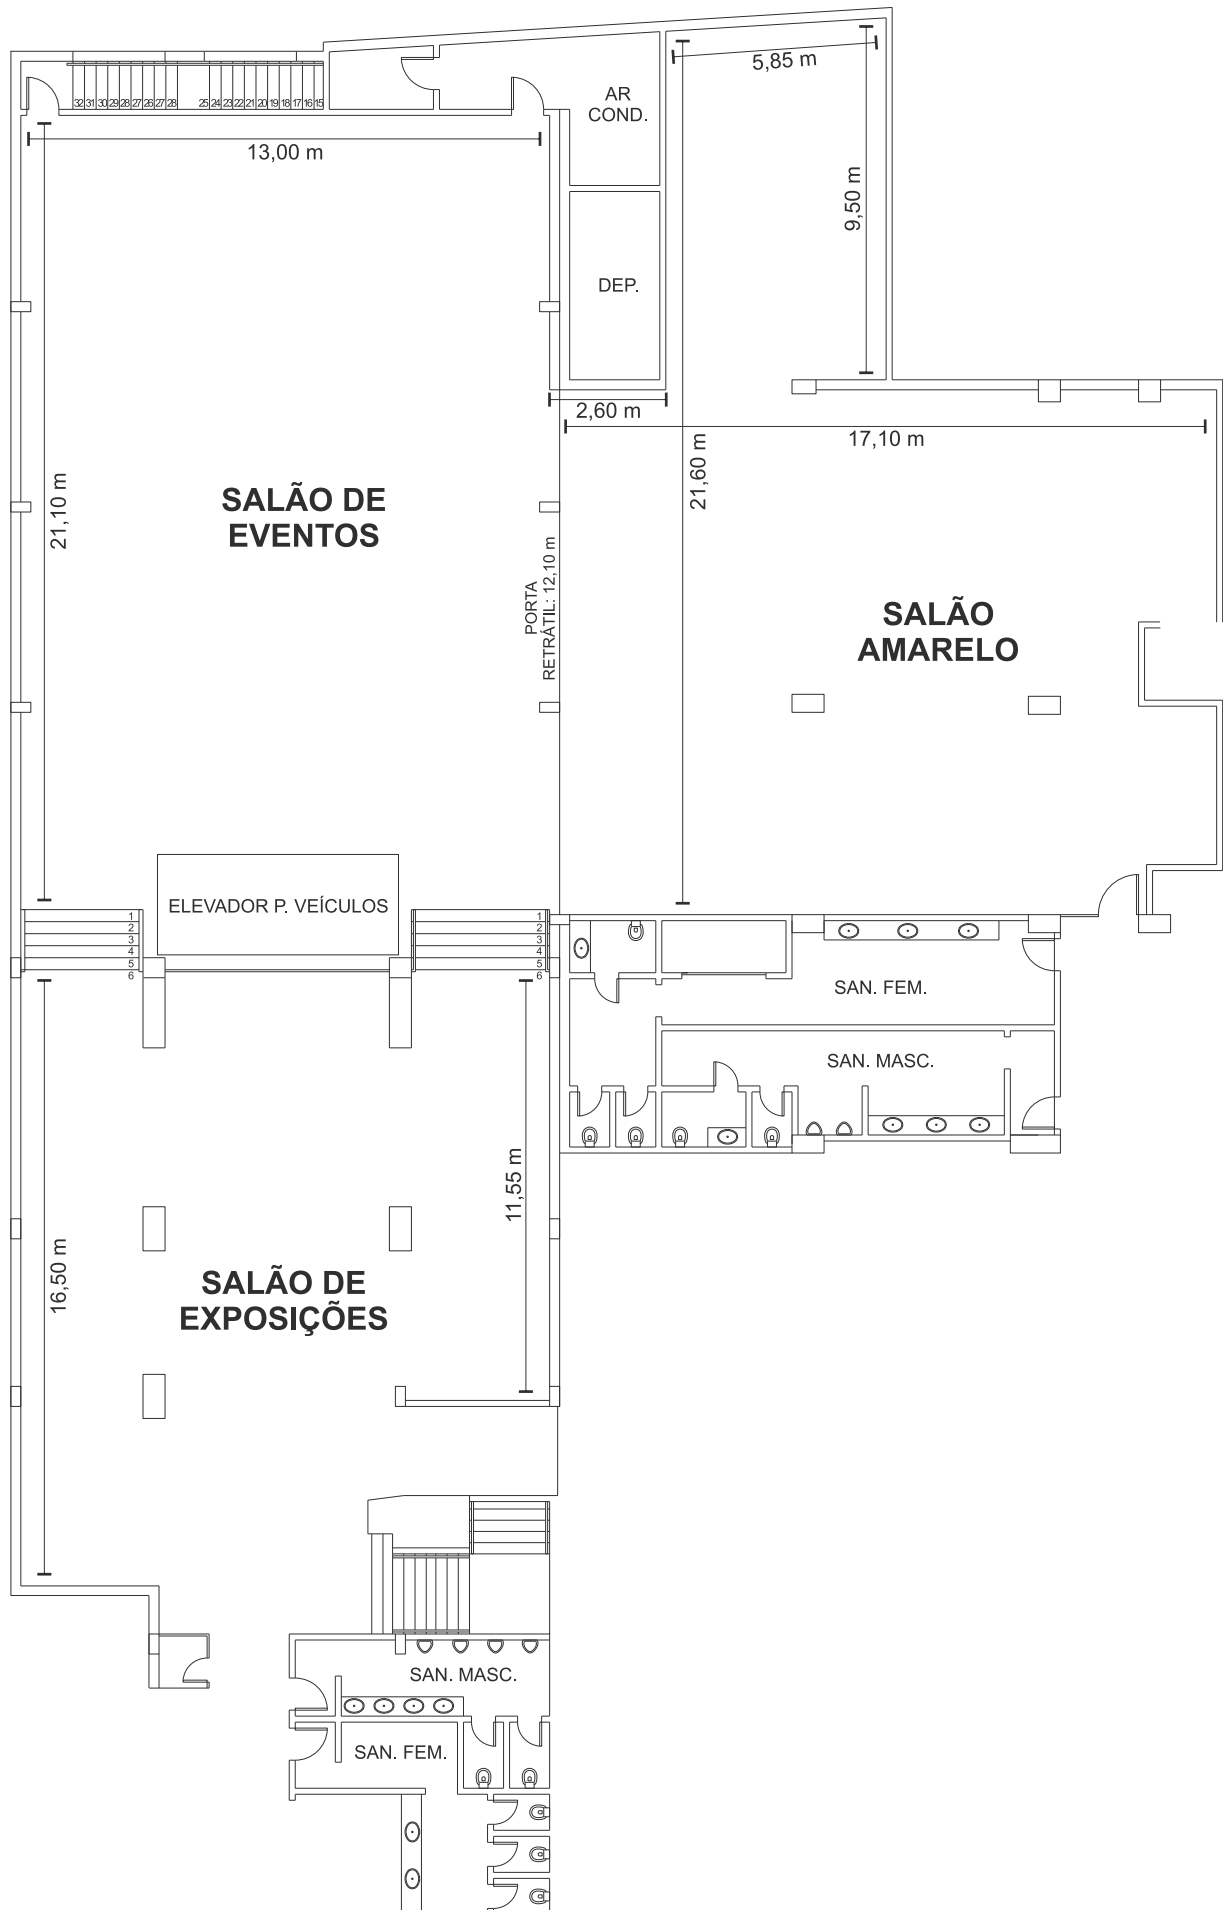 5,85 m
AR
COND.
32 31 30 29 28 27 26 27 28 25 24 23 22 21 20 19 18 17 16 15
13,00 m
9,50 m
DEP.
2,60 m
17,10 m
21,10 m
21,60 m
SALÃO DE
EVENTOS
PORTA
RETRÁTIL: 12,10 m
SALÃO
AMARELO
ELEVADOR P. VEÍCULOS
1
2
3
4
5
6
1
2
3
4
5
6
SAN. FEM.
SAN. MASC.
11,55 m
16,50 m
SALÃO DE
EXPOSIÇÕES
SAN. MASC.
SAN. FEM.